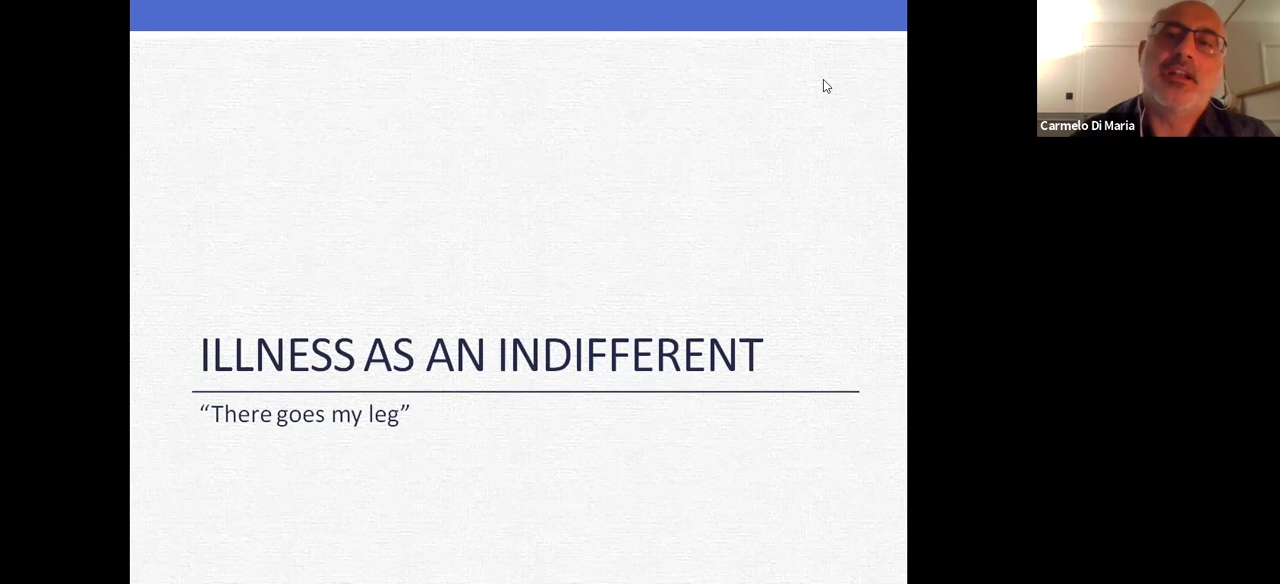 ILLNESS AS AN INDIFFERENT
“There goes my leg”
Carmelo Di Maria